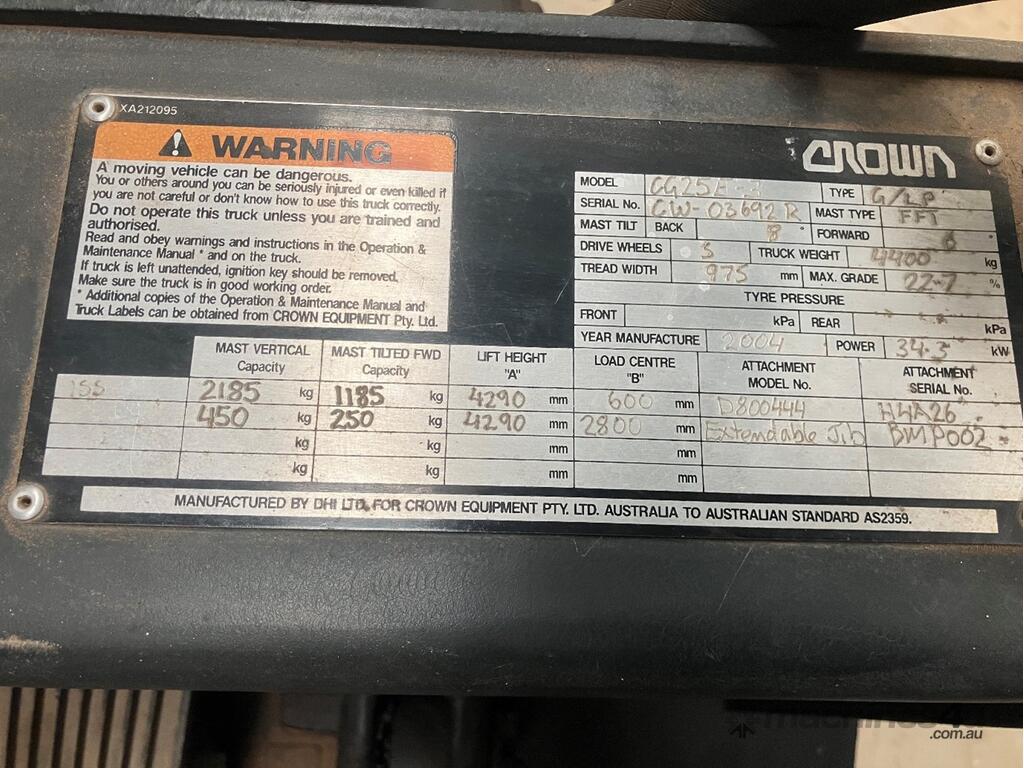 XA212095
WARNING
A moving vehicle can be dangerous.
You or others around you can be seriously injured or even killed if
you are not careful or don't know how to use this truck correctly.
Do not operate this truck unless you are trained and
authorised.
Read and obey warnings and instructions in the Operation &
Maintenance Manual * and on the truck.
If truck is left unattended, ignition key should be removed.
Make sure the truck is in good working order.
* Additional copies of the Operation & Maintenance Manual and
Truck Labels can be obtained from CROWN EQUIPMENT Pty. Ltd.
CROWN
MODEL TYPE G/LP
SERIAL No. CW-03692R MAST TYPE FFT
MAST TILT BACK 8° FORWARD 6°
DRIVE WHEELS S TRUCK WEIGHT 4400 kg
TREAD WIDTH 975 mm MAX. GRADE 22-7 %
TYRE PRESSURE
FRONT kPa REAR kPa
YEAR MANUFACTURE 2004 POWER 34.3 kW
MAST VERTICAL Capacity MAST TILTED FWD Capacity LIFT HEIGHT "A" LOAD CENTRE "B" ATTACHMENT MODEL No. ATTACHMENT SERIAL No.
ISS 2185 kg 1185 kg 4290 mm 600 mm D800444 H4A26
450 kg 250 kg 4290 mm 2800 mm Extendable Jib BMP002
kg kg mm mm
kg kg mm mm
MANUFACTURED BY DHI LTD. FOR CROWN EQUIPMENT PTY. LTD. AUSTRALIA TO AUSTRALIAN STANDARD AS2359.
.com.au